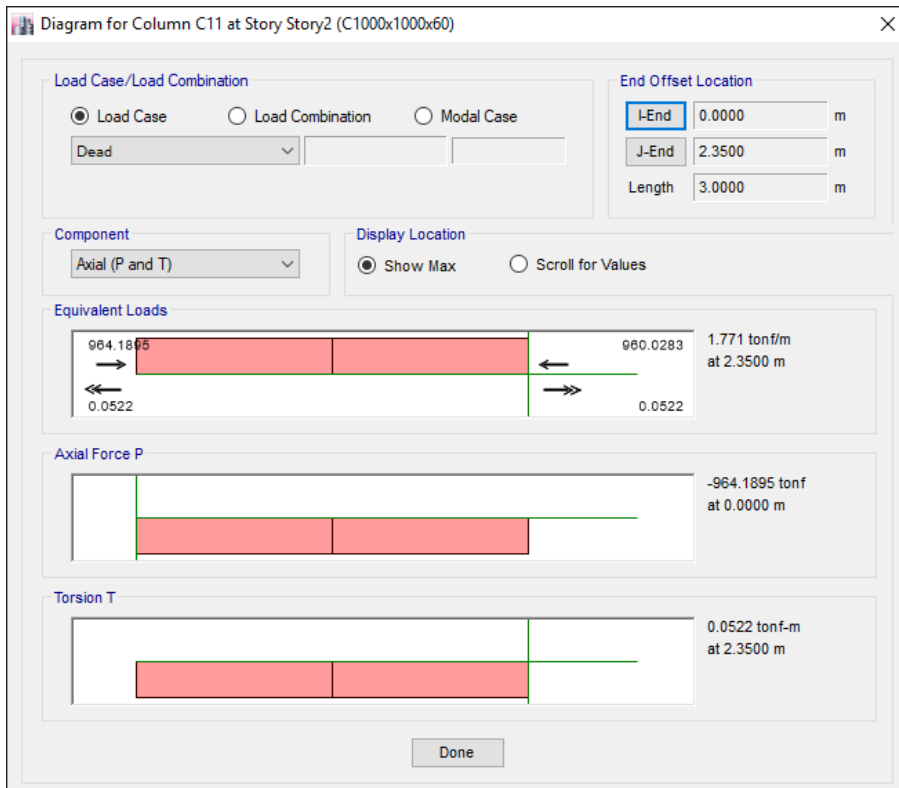 Diagram for Column C11 at Story Story2 (C1000x1000x60)
Load Case/Load Combination
Load Case Load Combination Modal Case
Dead
End Offset Location
I-End 0.0000 m
J-End 2.3500 m
Length 3.0000 m
Component
Axial (P and T)
Display Location
Show Max Scroll for Values
Equivalent Loads
964.1895 960.0283
0.0522 0.0522
1.771 tonf/m
at 2.3500 m
Axial Force P
-964.1895 tonf
at 0.0000 m
Torsion T
0.0522 tonf-m
at 2.3500 m
Done